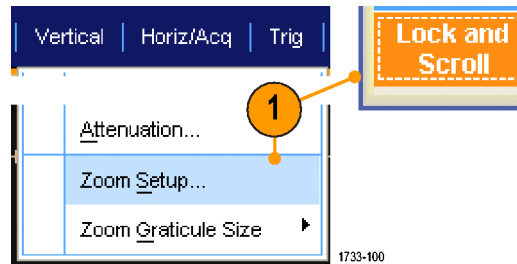 Vertical | Horiz/Acq | Trig |
Lock and
Scroll
1
Attenuation...
Zoom Setup...
Zoom Graticule Size
1733-100